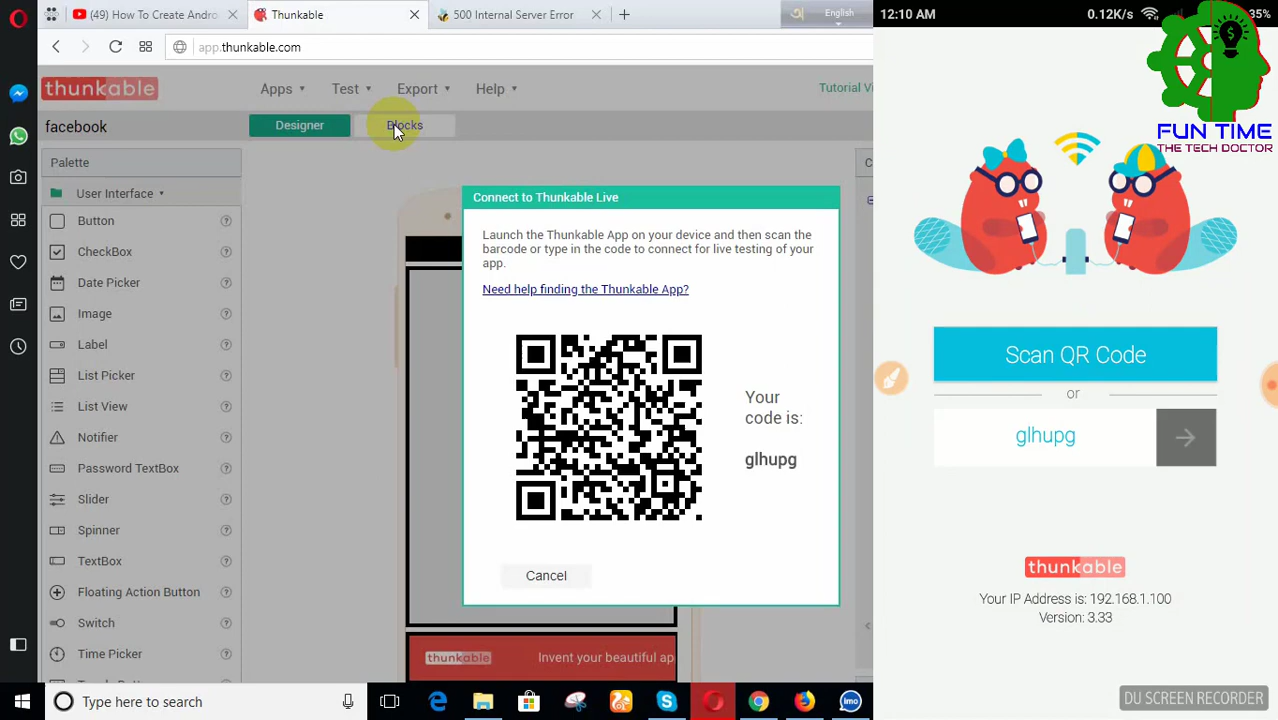 (49) How To Create Andro
Thunkable
500 Internal Server Error
English
app.thunkable.com
thunkable
Apps
Test
Export
Help
Tutorial Vi
facebook
Designer
Blocks
Palette
User Interface
Button
CheckBox
Date Picker
Image
Label
List Picker
List View
Notifier
Password TextBox
Slider
Spinner
TextBox
Floating Action Button
Switch
Time Picker
Connect to Thunkable Live
Launch the Thunkable App on your device and then scan the
barcode or type in the code to connect for live testing of your
app.
Need help finding the Thunkable App?
Your
code is:
glhupg
Cancel
thunkable
Invent your beautiful ap
Type here to search
12:10 AM
0.12K/s
35%
FUN TIME
THE TECH DOCTOR
Scan QR Code
or
glhupg
thunkable
Your IP Address is: 192.168.1.100
Version: 3.33
DU SCREEN RECORDER